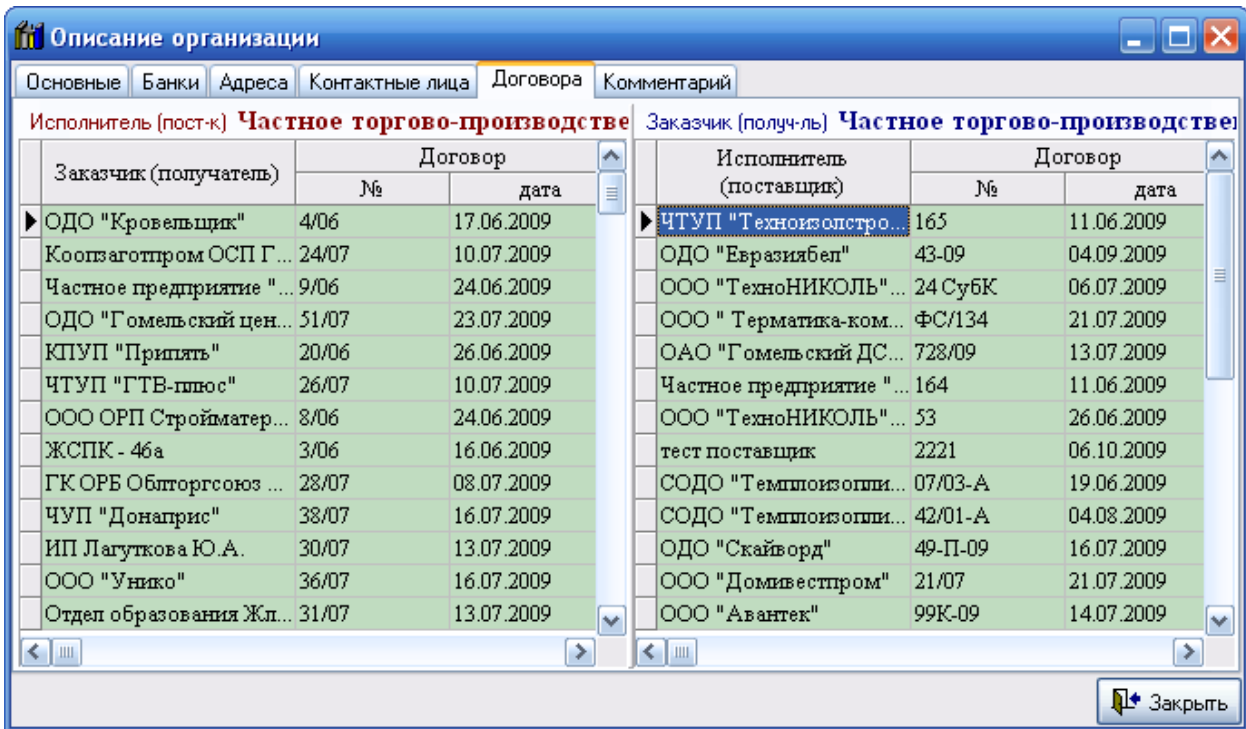 Описание организации
Основные Банки Адреса Контактные лица Договора Комментарий
Исполнитель (пост-к) Частное торгово-производстве
Заказчик (получатель) Договор
№ дата
ОДО "Кровельщик" 4/06 17.06.2009
Коопзаготпром ОСП Г... 24/07 10.07.2009
Частное предприятие "... 9/06 24.06.2009
ОДО "Гомельский цен... 51/07 23.07.2009
КПУП "Припять" 20/06 26.06.2009
ЧТУП "ГТВ-плюс" 26/07 10.07.2009
ООО ОРП Стройматер... 8/06 24.06.2009
ЖСПК - 46а 3/06 16.06.2009
ГК ОРБ Облторгсоюз ... 28/07 08.07.2009
ЧУП "Донаприс" 38/07 16.07.2009
ИП Лагуткова Ю.А. 30/07 13.07.2009
ООО "Унико" 36/07 16.07.2009
Отдел образования Жл... 31/07 13.07.2009
Заказчик (получ-ль) Частное торгово-производстве
Исполнитель (поставщик) Договор
№ дата
ЧТУП "Техноизолстро... 165 11.06.2009
ОДО "Евразиябел" 43-09 04.09.2009
ООО "ТехноНИКОЛЬ"... 24 СубК 06.07.2009
ООО " Терматика-ком... ФС/134 21.07.2009
ОАО "Гомельский ДС... 728/09 13.07.2009
Частное предприятие "... 164 11.06.2009
ООО "ТехноНИКОЛЬ"... 53 26.06.2009
тест поставщик 2221 06.10.2009
СОДО "Темплоизопли... 07/03-А 19.06.2009
СОДО "Темплоизопли... 42/01-А 04.08.2009
ОДО "Скайворд" 49-П-09 16.07.2009
ООО "Домивестпром" 21/07 21.07.2009
ООО "Авантек" 99К-09 14.07.2009
Закрыть